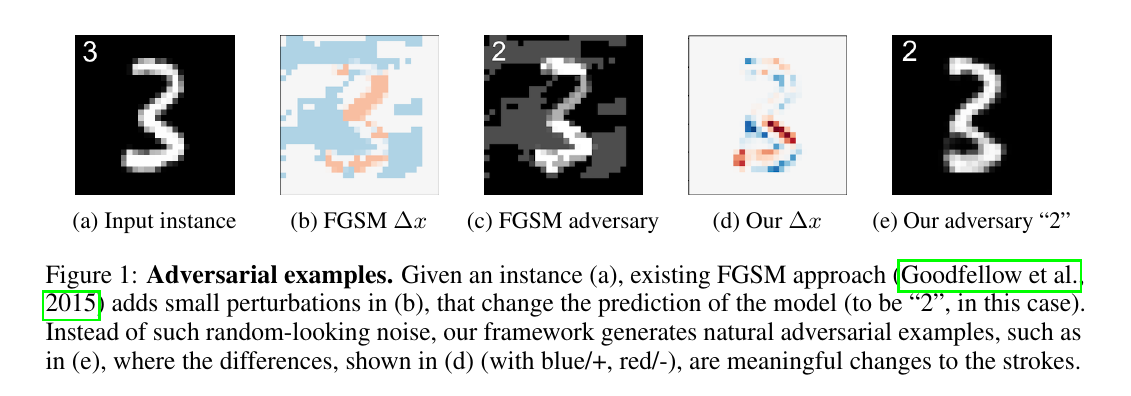 3
2
2
(a) Input instance
(b) FGSM Δx
(c) FGSM adversary
(d) Our Δx
(e) Our adversary “2”
Figure 1: Adversarial examples. Given an instance (a), existing FGSM approach (Goodfellow et al.,
2015) adds small perturbations in (b), that change the prediction of the model (to be “2”, in this case).
Instead of such random-looking noise, our framework generates natural adversarial examples, such as
in (e), where the differences, shown in (d) (with blue/+, red/-), are meaningful changes to the strokes.